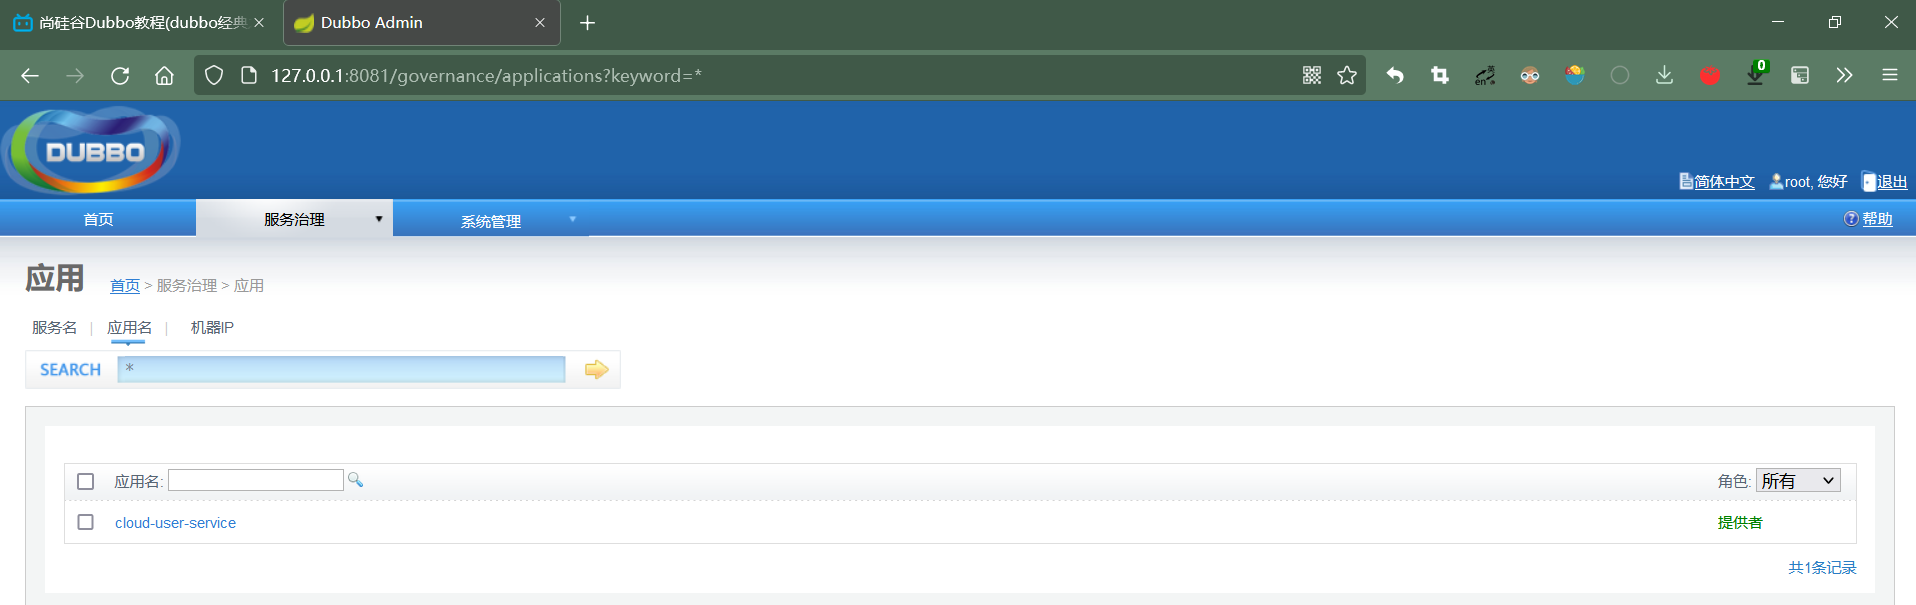 尚硅谷Dubbo教程(dubbo经典
Dubbo Admin
127.0.0.1:8081/governance/applications?keyword=*
英
en
0
DUBBO
简体中文 root, 您好 退出
首页 服务治理 系统管理 帮助
应用 首页 > 服务治理 > 应用
服务名 | 应用名 | 机器IP
SEARCH *
应用名: 角色: 所有
cloud-user-service 提供者
共1条记录